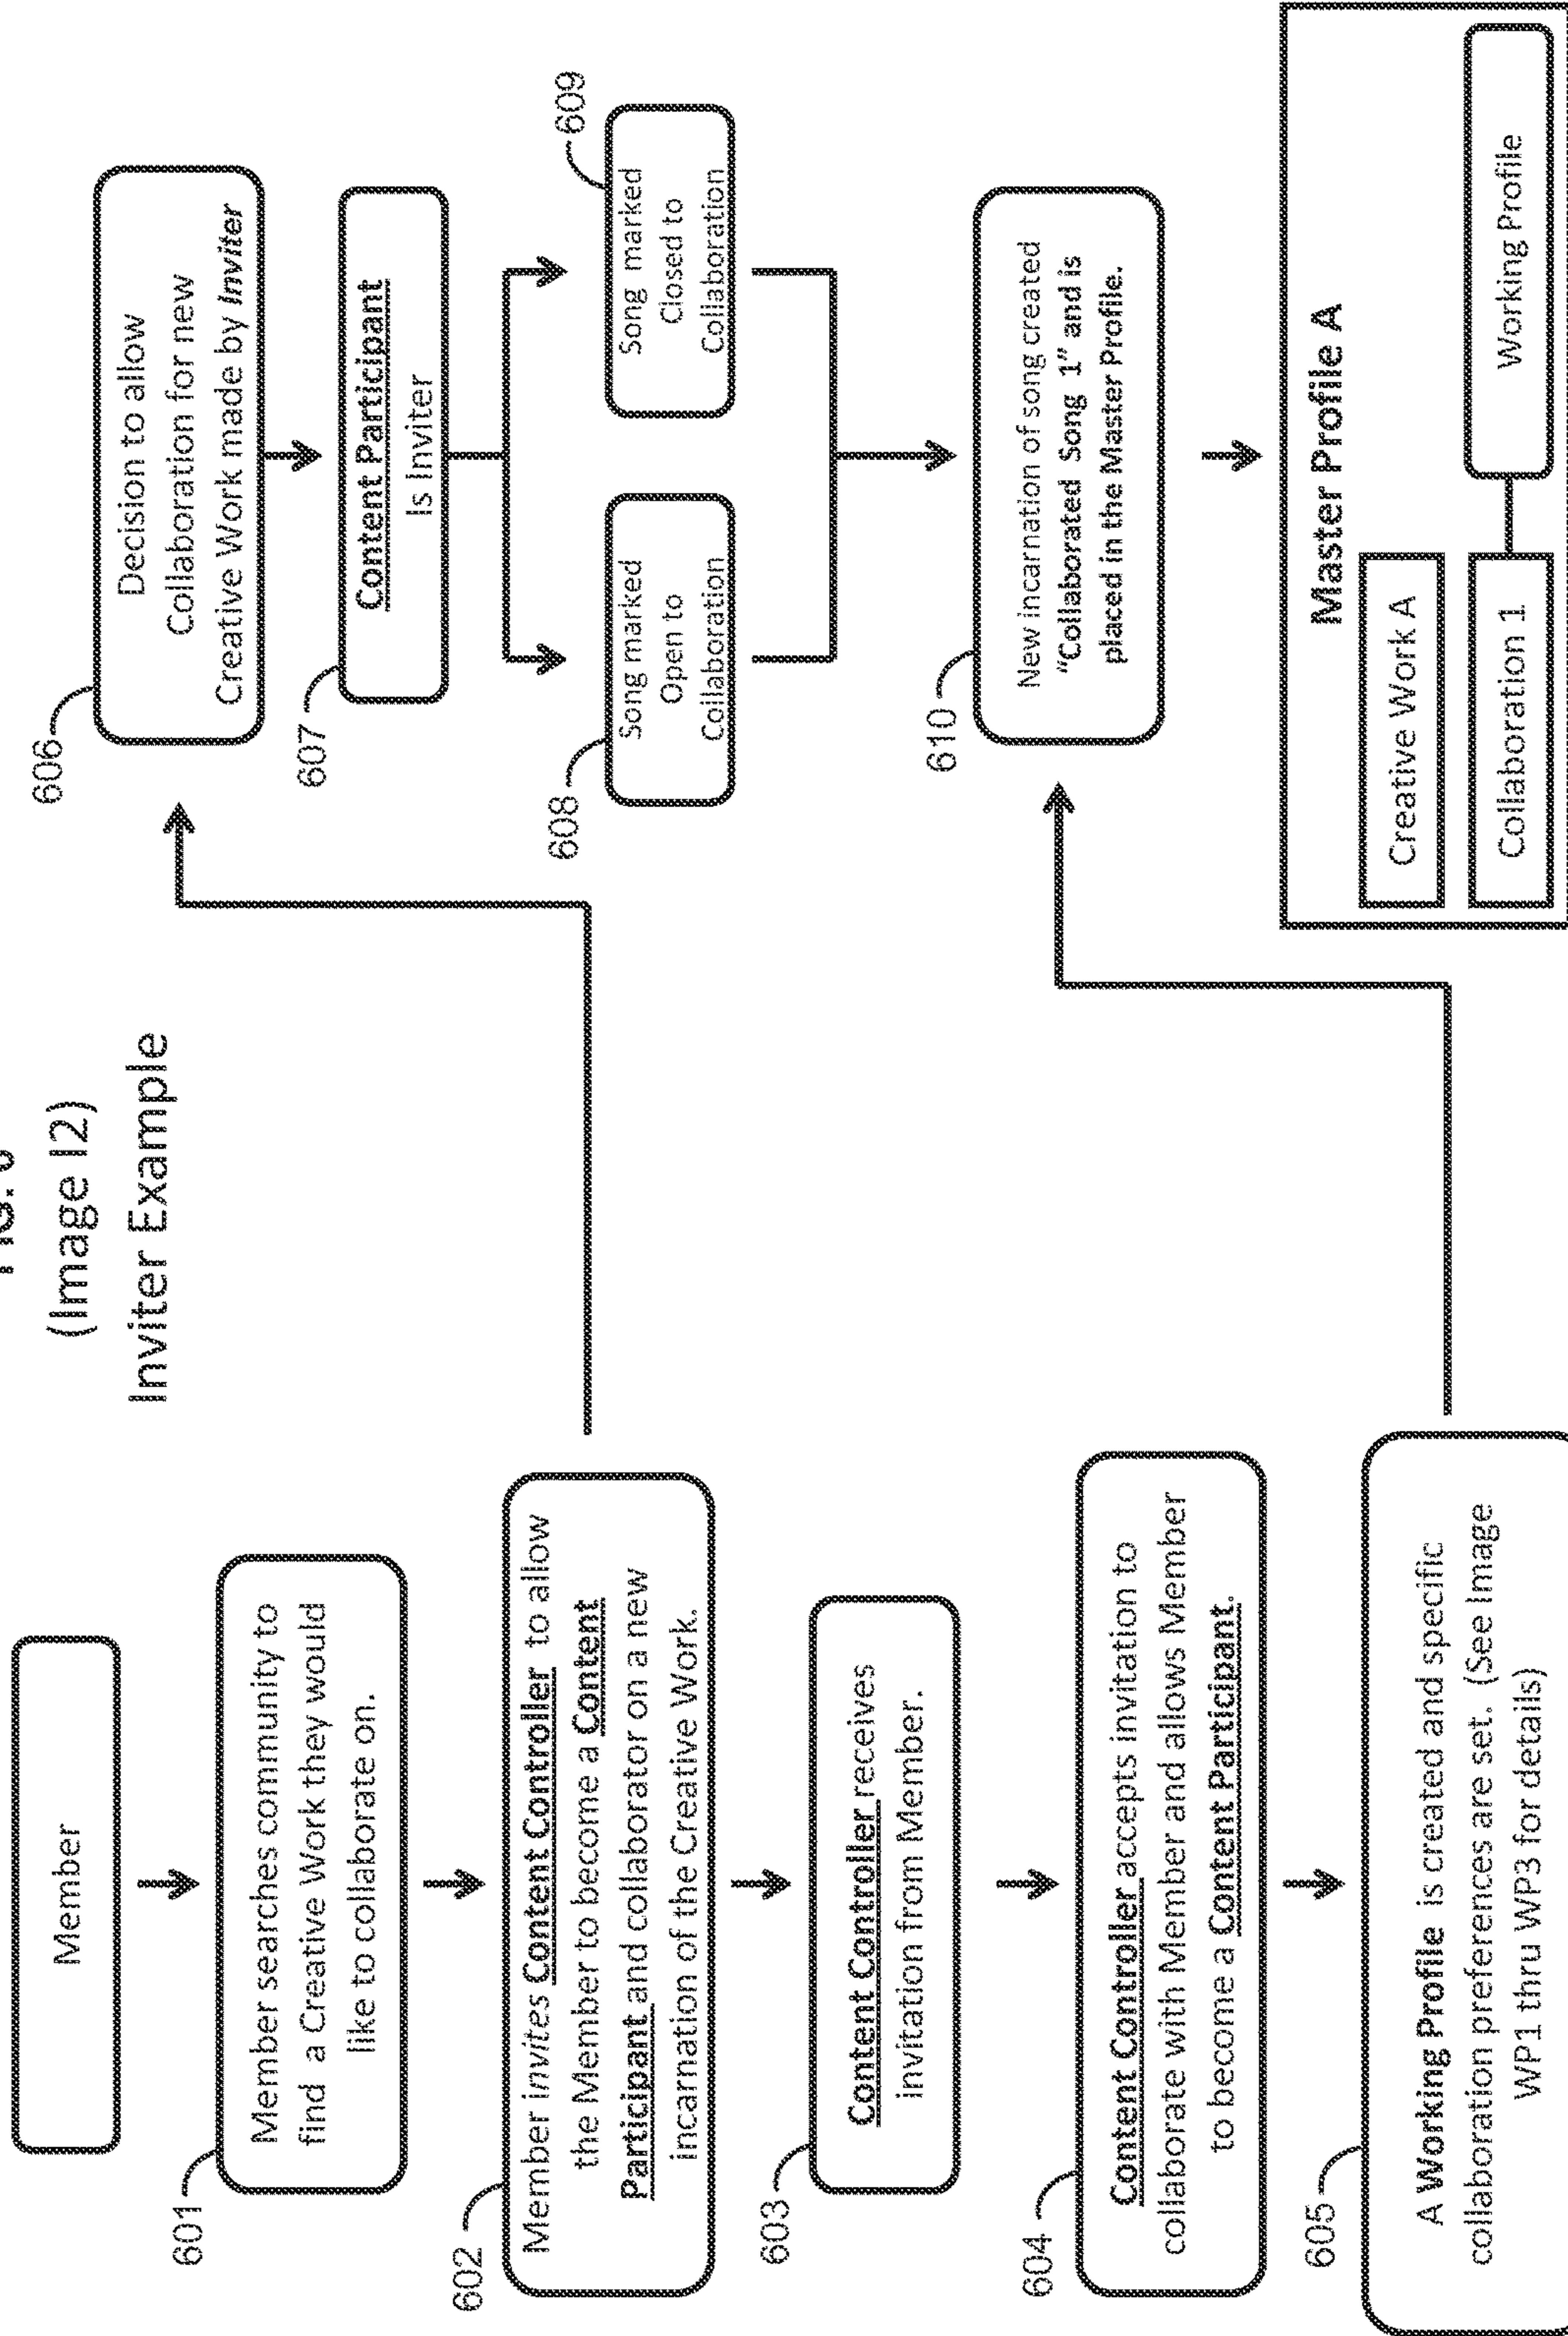 (Image I2)
Inviter Example
Member
601
Member searches community to
find a Creative Work they would
like to collaborate on.
602
Member invites Content Controller to allow
the Member to become a Content
Participant and collaborator on a new
incarnation of the Creative Work.
603
Content Controller receives
invitation from Member.
604
Content Controller accepts invitation to
collaborate with Member and allows Member
to become a Content Participant.
605
A Working Profile is created and specific
collaboration preferences are set. (See Image
WP1 thru WP3 for details)
606
Decision to allow
Collaboration for new
Creative Work made by Inviter
607
Content Participant
Is Inviter
608
Song marked
Open to
Collaboration
609
Song marked
Closed to
Collaboration
610
New incarnation of song created
"Collaborated Song 1" and is
placed in the Master Profile.
Master Profile A
Creative Work A
Collaboration 1
Working Profile